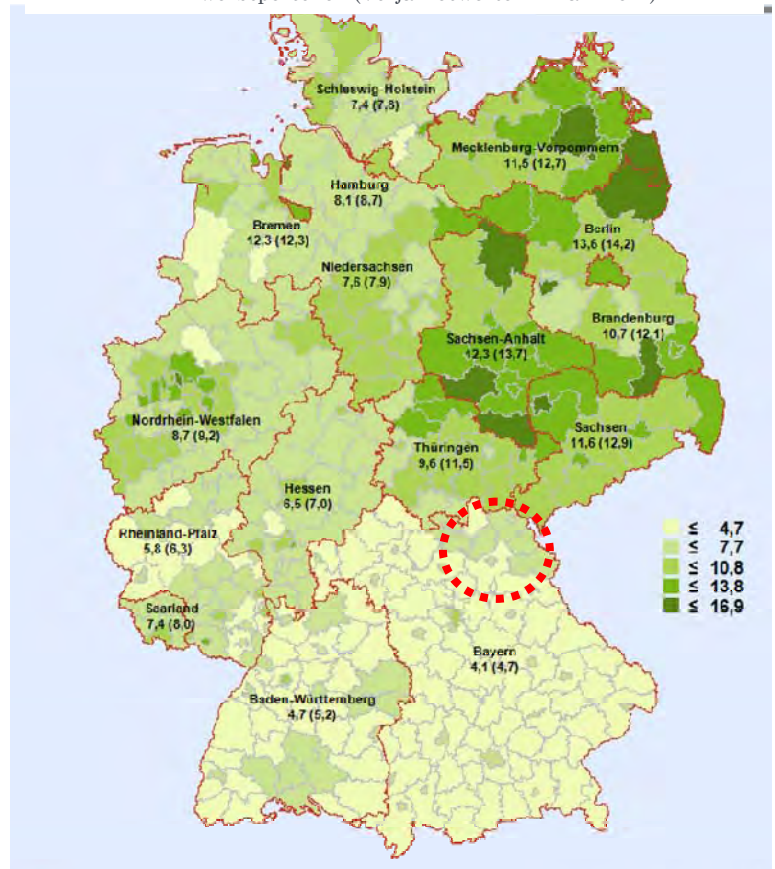 Schleswig-Holstein
7,4 (7,8)
Mecklenburg-Vorpommern
11,5 (12,7)
Hamburg
8,1 (8,7)
Bremen
12,3 (12,3)
Berlin
13,6 (14,2)
Niedersachsen
7,6 (7,9)
Brandenburg
10,7 (12,1)
Sachsen-Anhalt
12,3 (13,7)
Nordrhein-Westfalen
8,7 (9,2)
Sachsen
11,6 (12,9)
Thüringen
9,6 (11,5)
Hessen
6,5 (7,0)
Rheinland-Pfalz
5,8 (6,3)
Saarland
7,4 (8,0)
Bayern
4,1 (4,7)
Baden-Württemberg
4,7 (5,2)
≤ 4,7
≤ 7,7
≤ 10,8
≤ 13,8
≤ 16,9